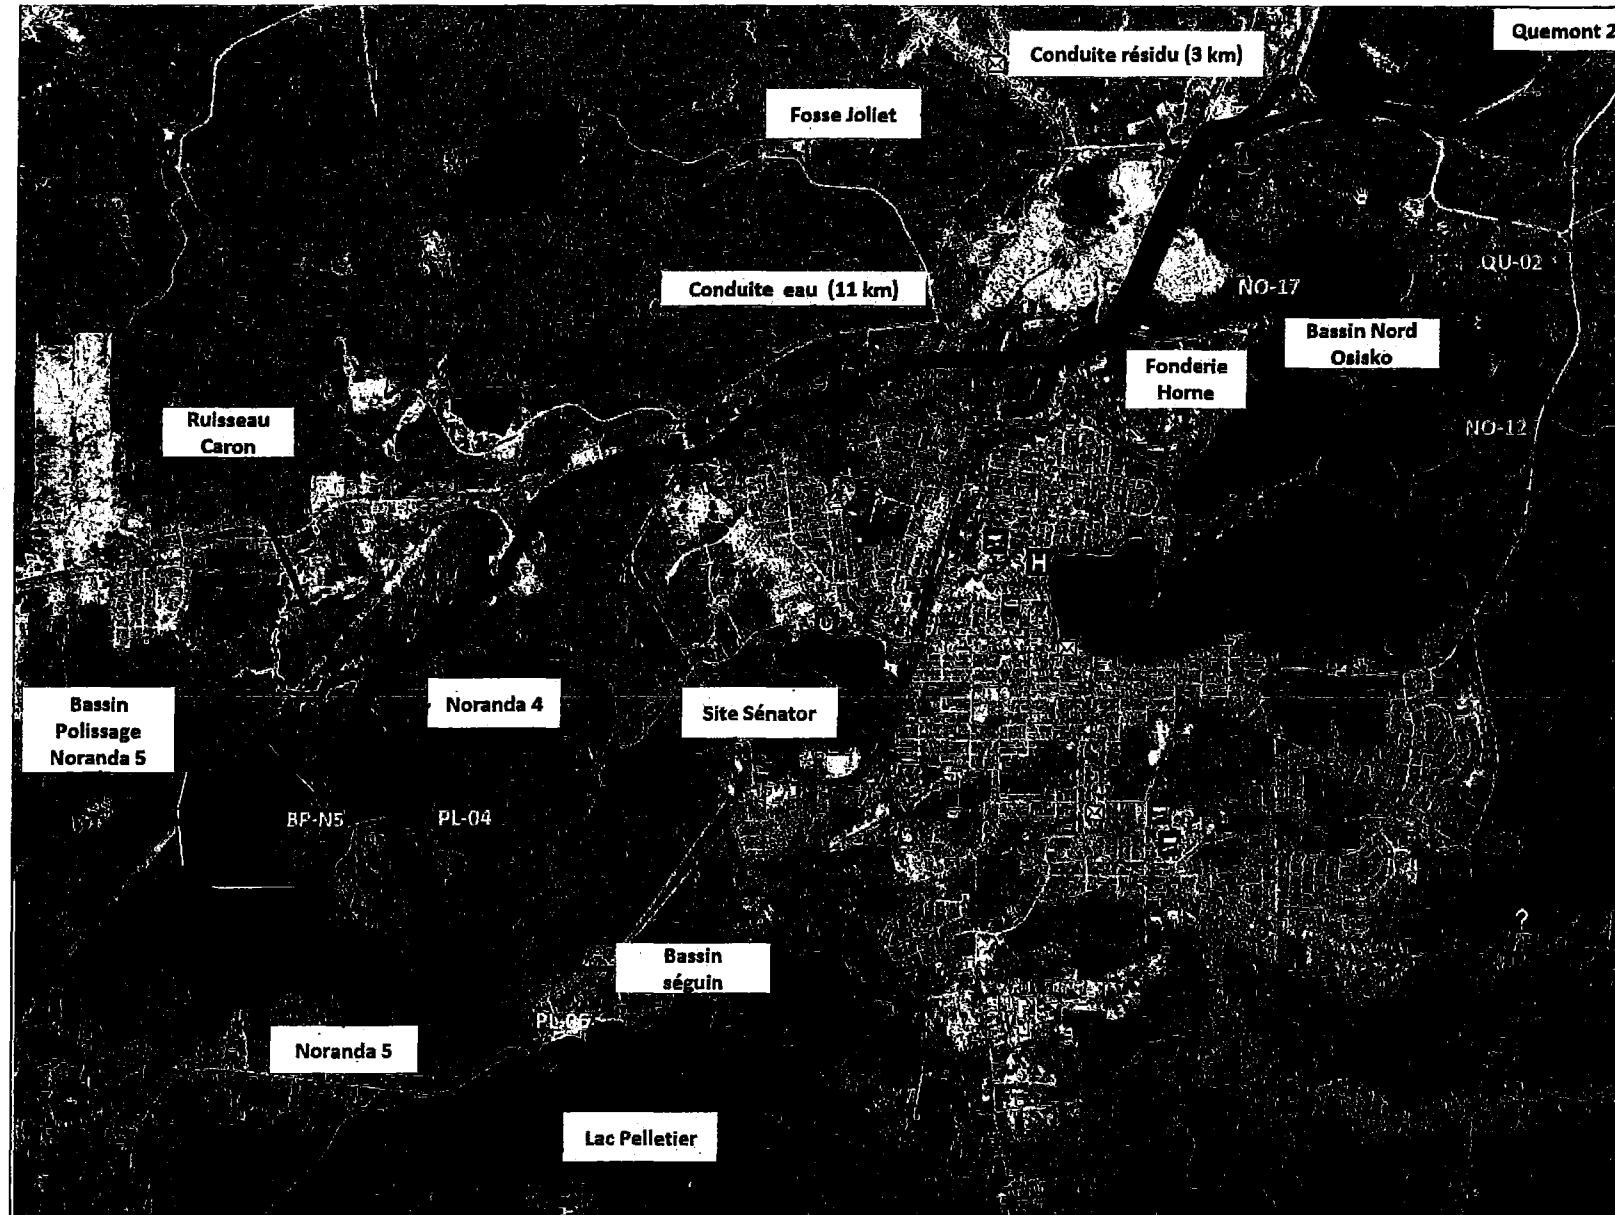 Quemont 2
Conduite résidu (3 km)
Fosse Joliet
QU-02
Conduite eau (11 km)
NO-17
Bassin Nord
Osisko
Fonderie
Horne
Ruisseau
Caron
NO-12
H
Bassin
Polissage
Noranda 5
Noranda 4
Site Sénator
BP-N5
PL-04
?
Bassin
séguin
PL-06
Noranda 5
Lac Pelletier